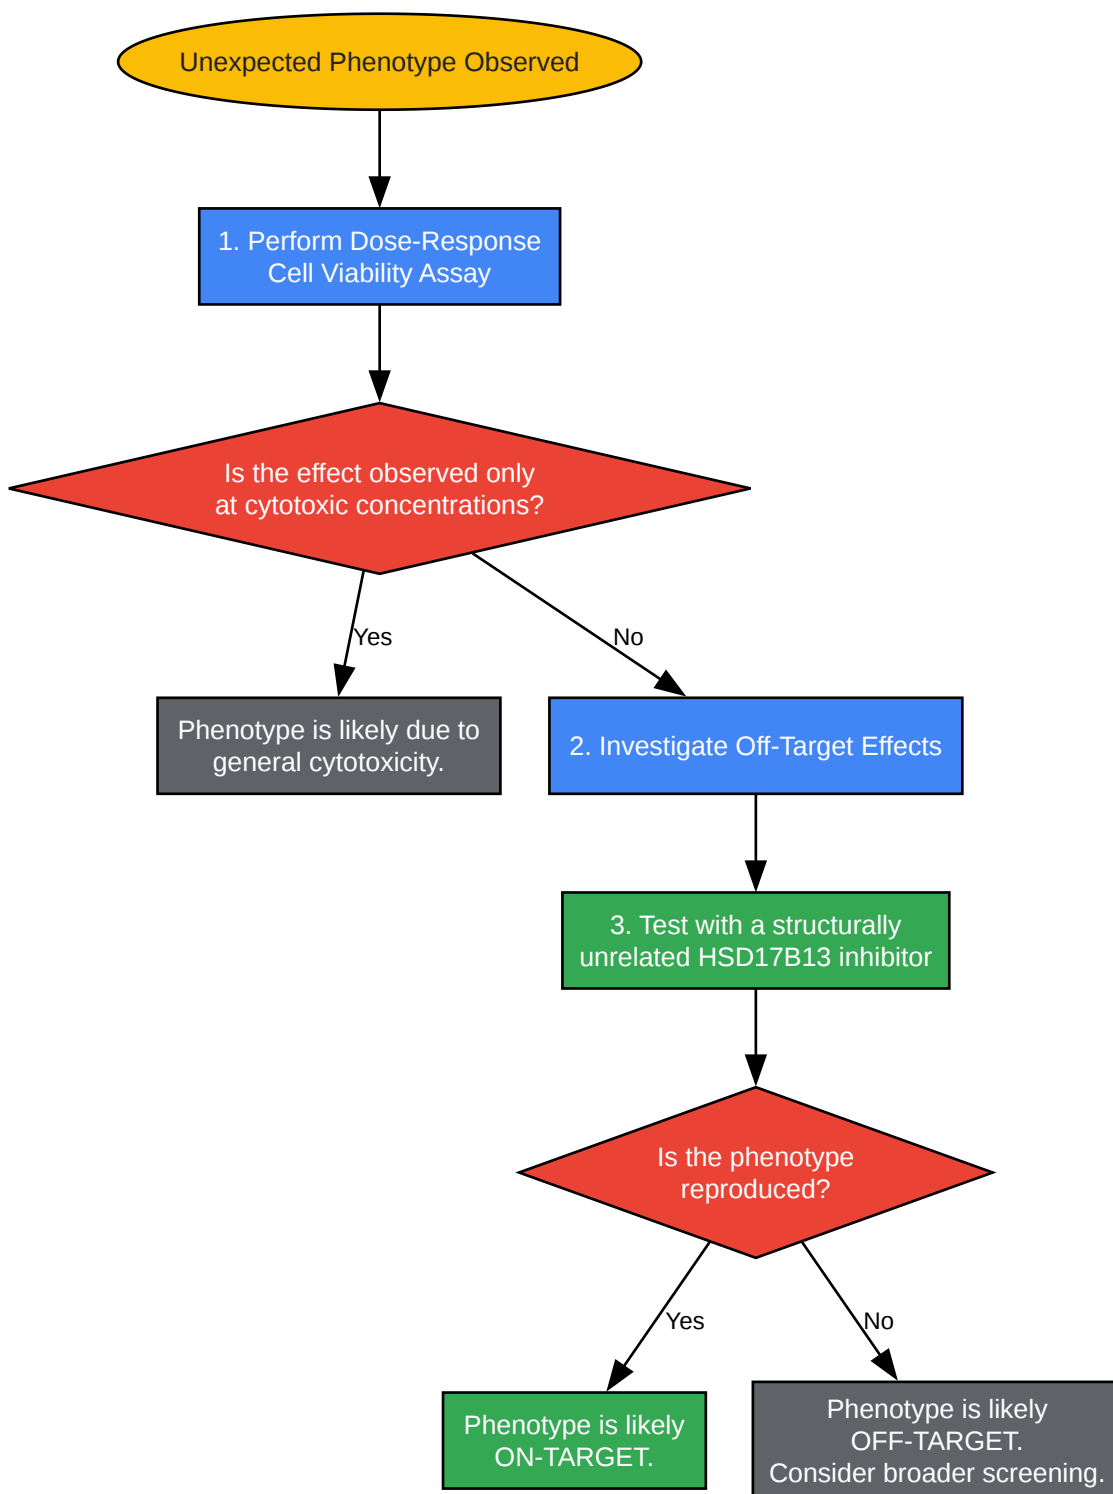 Unexpected Phenotype Observed
1. Perform Dose-Response
Cell Viability Assay
Is the effect observed only
at cytotoxic concentrations?
Yes
No
Phenotype is likely due to
general cytotoxicity.
2. Investigate Off-Target Effects
3. Test with a structurally
unrelated HSD17B13 inhibitor
Is the phenotype
reproduced?
Yes
No
Phenotype is likely
ON-TARGET.
Phenotype is likely
OFF-TARGET.
Consider broader screening.